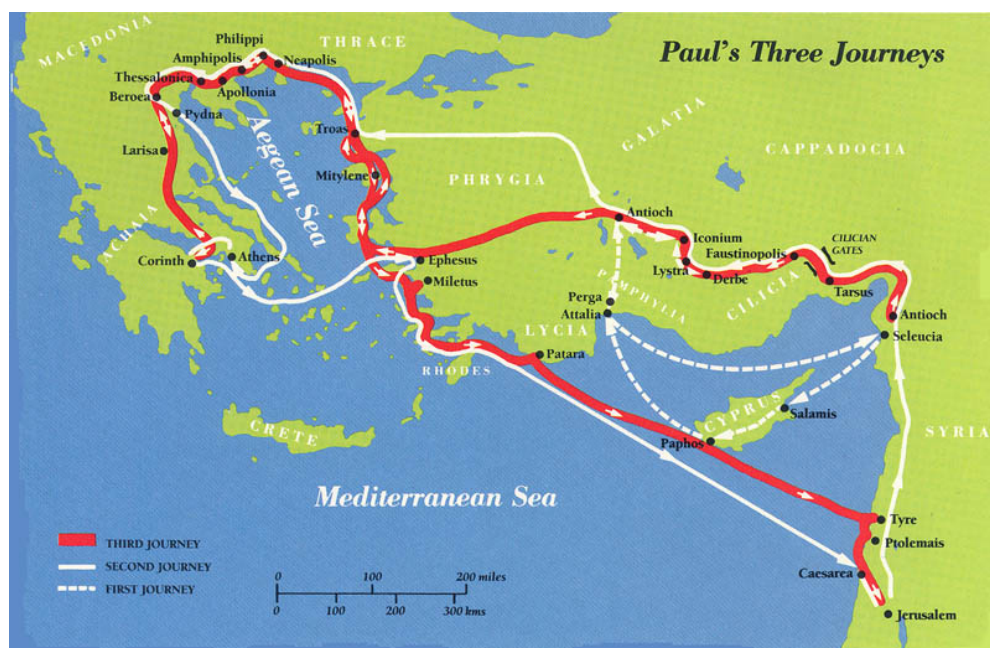 Paul's Three Journeys
MACEDONIA
THRACE
Philippi
Amphipolis
Neapolis
Thessalonica
Apollonia
Beroea
Pydna
Larisa
Aegean Sea
Troas
Mitylene
GALATIA
CAPPADOCIA
PHRYGIA
ACHAIA
Corinth
Athens
Ephesus
Miletus
Antioch
Iconium
Lystra
Derbe
Faustinopolis
CILICIAN
GATES
Tarsus
CILICIA
PAMPHYLIA
Perga
Attalia
LYCIA
Antioch
Seleucia
Patara
RHODES
CYPRUS
Salamis
Paphos
SYRIA
CRETE
Mediterranean Sea
Tyre
Ptolemais
Caesarea
Jerusalem
THIRD JOURNEY
SECOND JOURNEY
FIRST JOURNEY
0 100 200 miles
0 100 200 300 kms